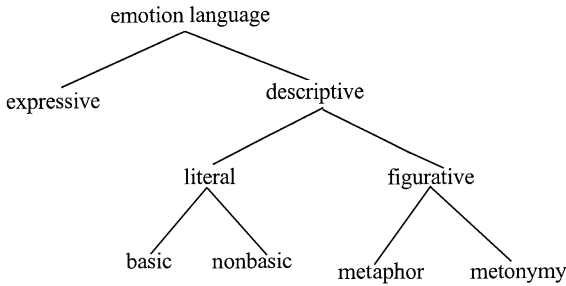 emotion language
expressive
descriptive
literal
figurative
basic
nonbasic
metaphor
metonymy